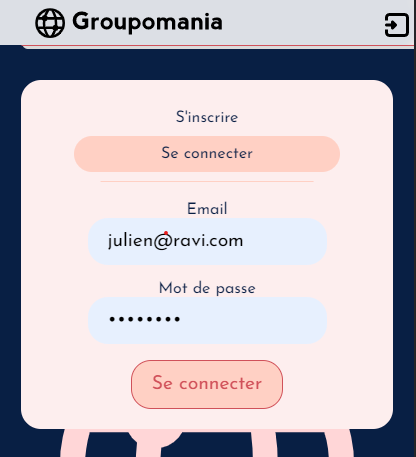 Groupomania
S'inscrire
Se connecter
Email
julien@ravi.com
Mot de passe
••••••••
Se connecter